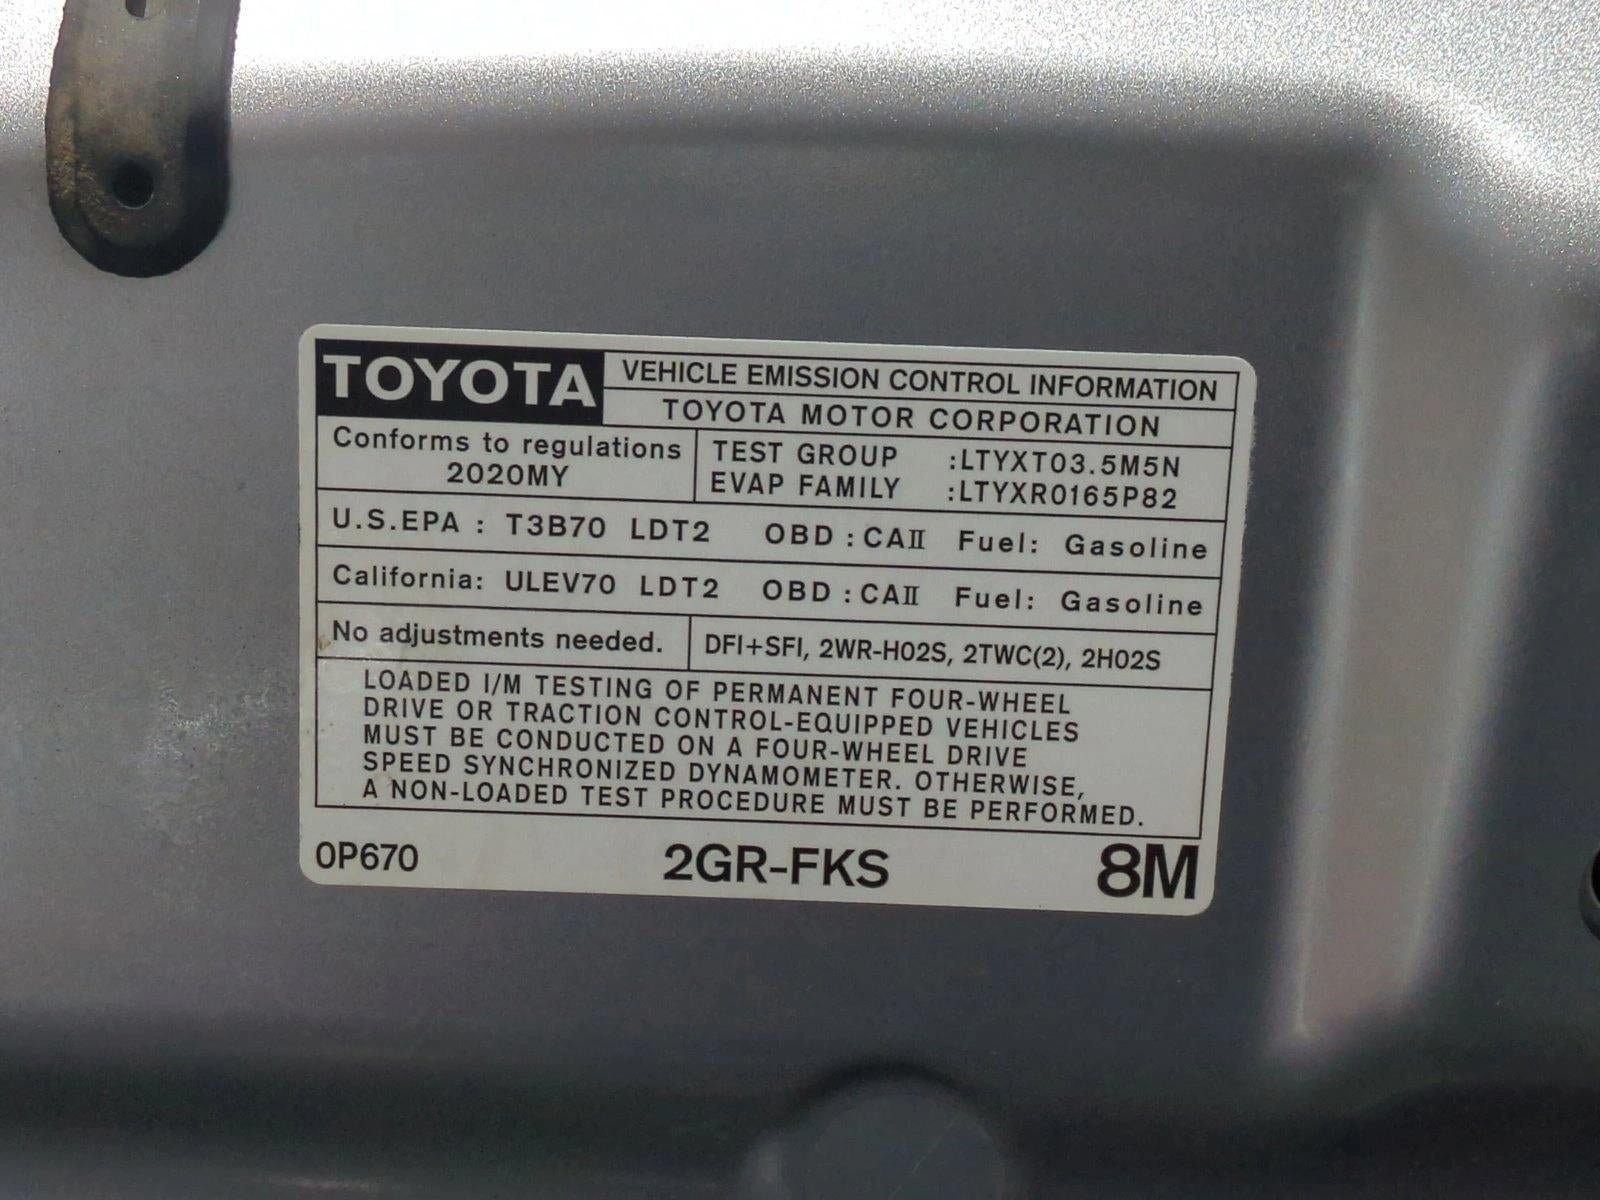 TOYOTA VEHICLE EMISSION CONTROL INFORMATION
TOYOTA MOTOR CORPORATION
Conforms to regulations
2020MY
TEST GROUP :LTYXT03.5M5N
EVAP FAMILY :LTYXR0165P82
U.S.EPA : T3B70 LDT2 OBD : CAII Fuel: Gasoline
California: ULEV70 LDT2 OBD : CAII Fuel: Gasoline
No adjustments needed. DFI+SFI, 2WR-HO2S, 2TWC(2), 2HO2S
LOADED I/M TESTING OF PERMANENT FOUR-WHEEL
DRIVE OR TRACTION CONTROL-EQUIPPED VEHICLES
MUST BE CONDUCTED ON A FOUR-WHEEL DRIVE
SPEED SYNCHRONIZED DYNAMOMETER. OTHERWISE,
A NON-LOADED TEST PROCEDURE MUST BE PERFORMED.
0P670 2GR-FKS 8M